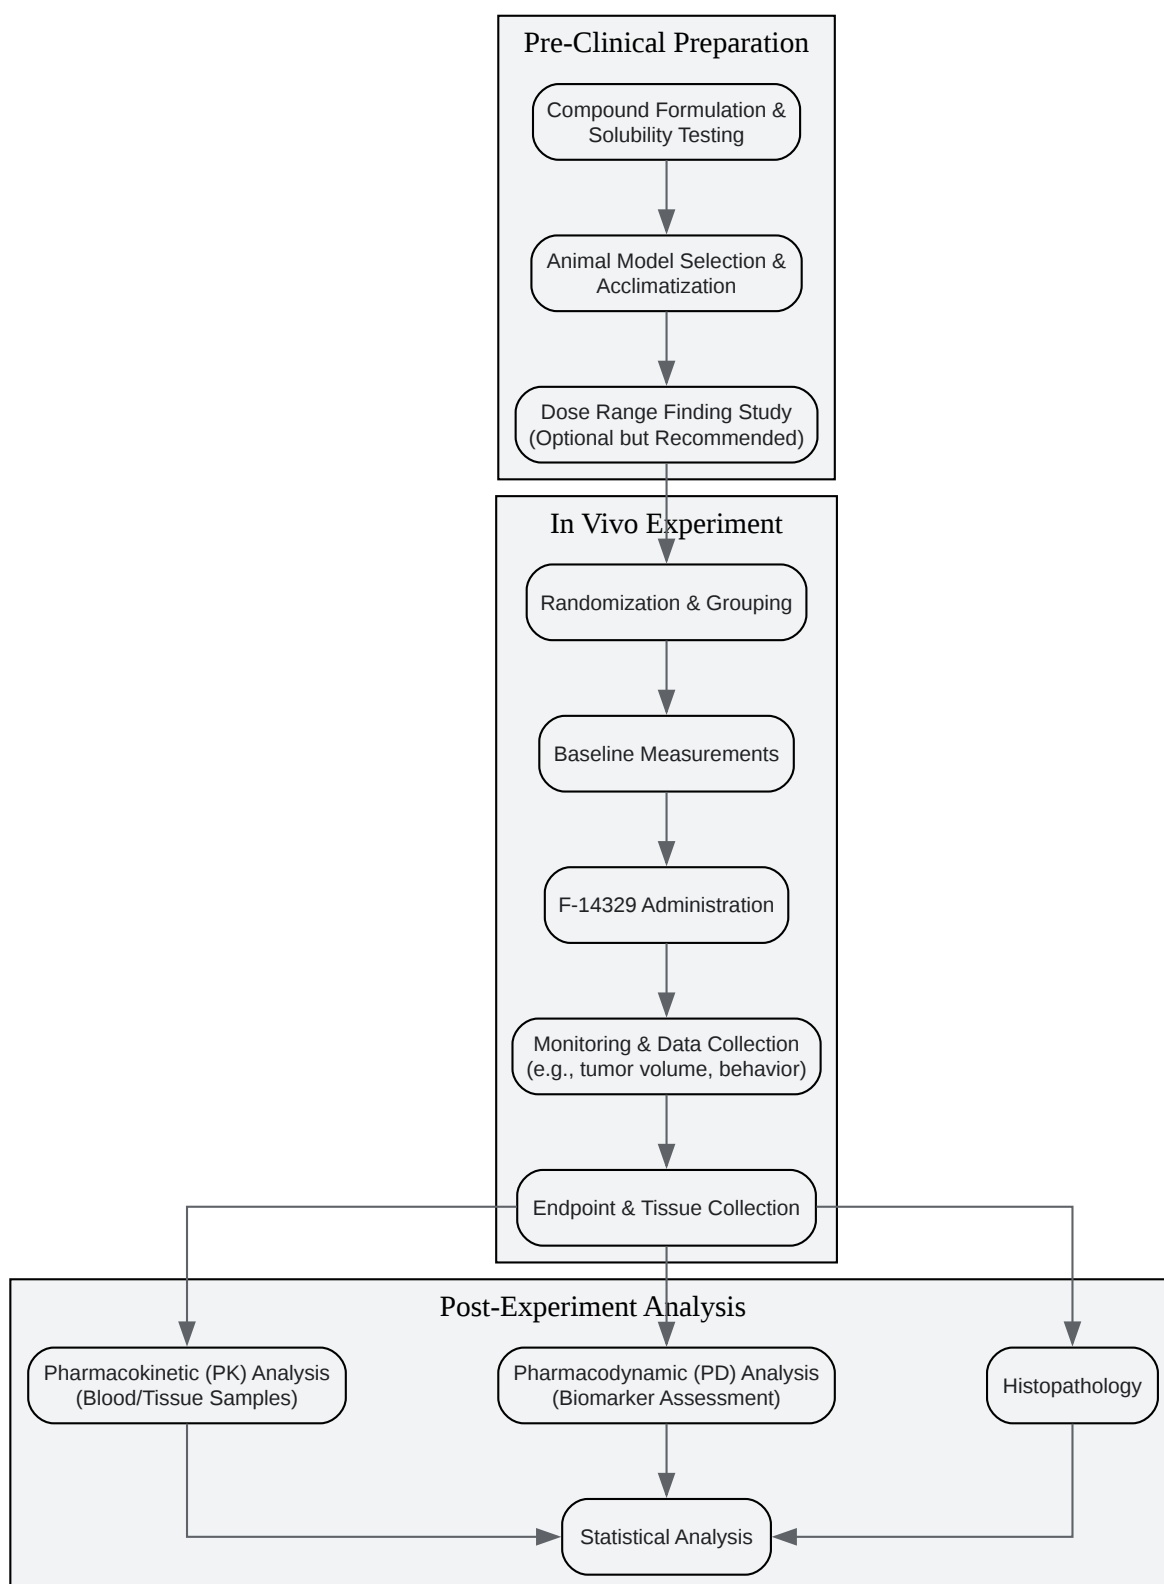 Pre-Clinical Preparation
Compound Formulation &
Solubility Testing
Animal Model Selection &
Acclimatization
Dose Range Finding Study
(Optional but Recommended)
In Vivo Experiment
Randomization & Grouping
Baseline Measurements
F-14329 Administration
Monitoring & Data Collection
(e.g., tumor volume, behavior)
Endpoint & Tissue Collection
Post-Experiment Analysis
Pharmacokinetic (PK) Analysis
(Blood/Tissue Samples)
Pharmacodynamic (PD) Analysis
(Biomarker Assessment)
Histopathology
Statistical Analysis